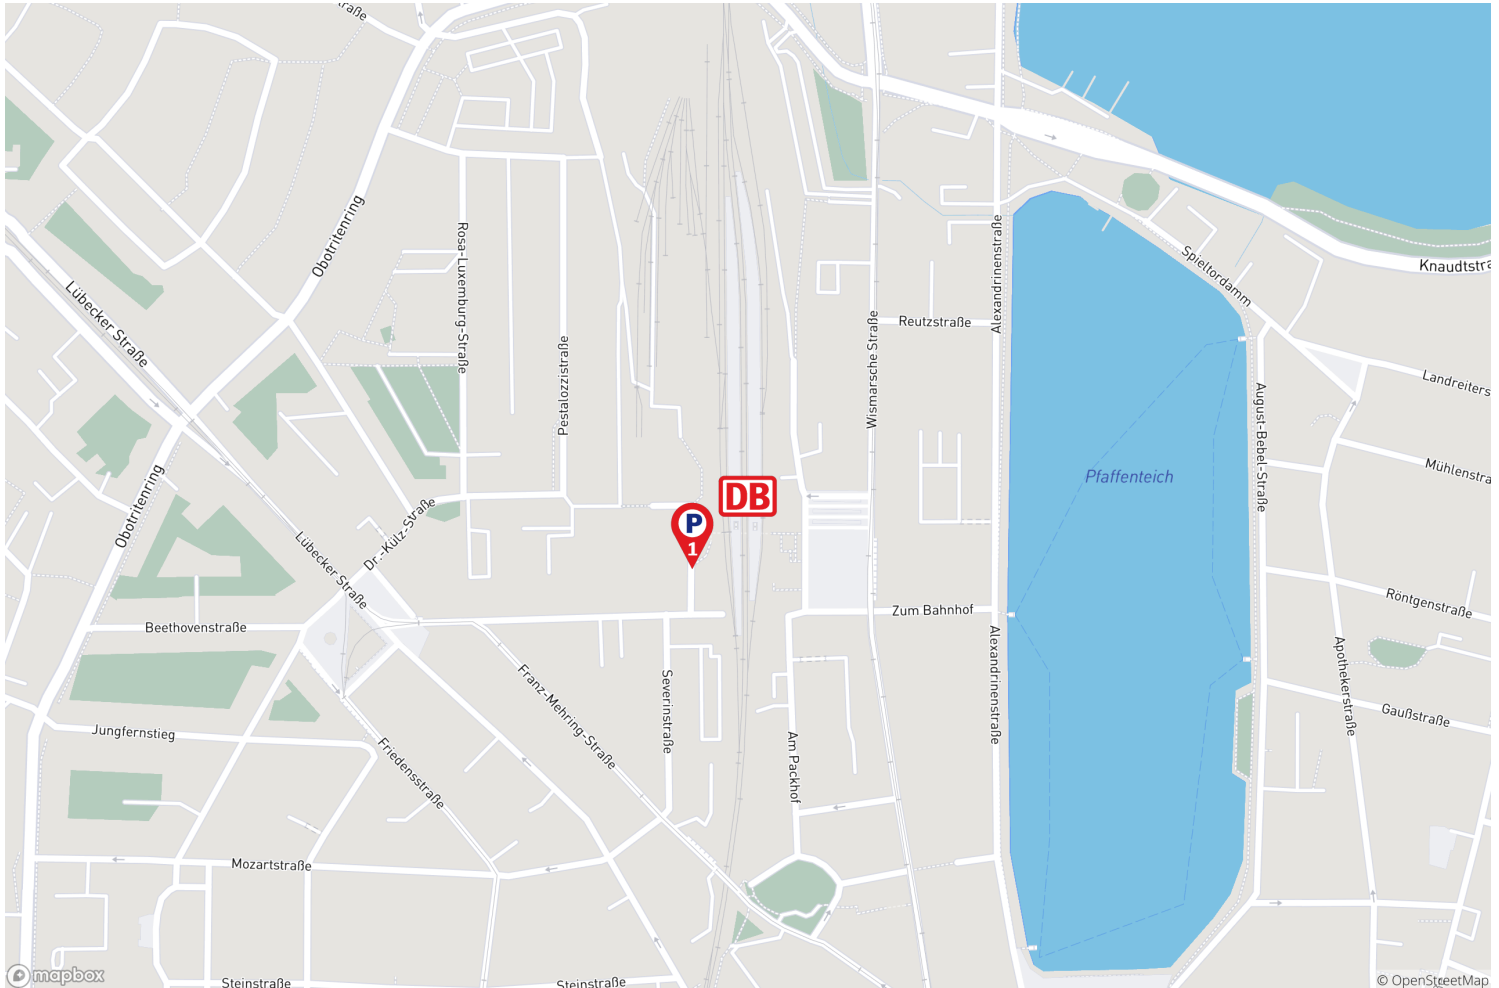 Obotritenring
Rosa-Luxemburg-Straße
Alexandrinenstraße
Spieltordamm
Knaudtstra
Lübecker Straße
Reutzstraße
Wismarsche Straße
Pestalozzistraße
Landreiters
August-Bebel-Straße
Mühlenstra
Pfaffenteich
DB
P
1
Obotritenring
Dr.-Külz-Straße
Lübecker Straße
Zum Bahnhof
Röntgenstraße
Beethovenstraße
Alexandrinenstraße
Apothekerstraße
Severinstraße
Franz-Mehring-Straße
Gaußstraße
Jungfernstieg
Am Packhof
Friedensstraße
Mozartstraße
Steinstraße
Steinstraße
mapbox
© OpenStreetMap